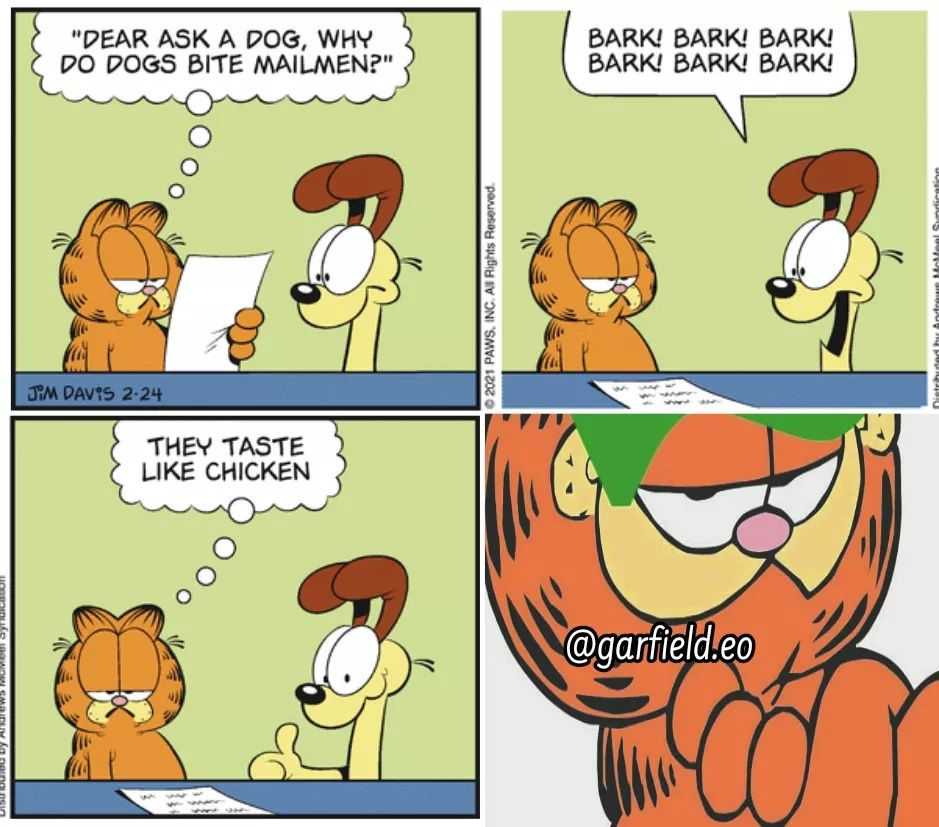 "DEAR ASK A DOG, WHY
DO DOGS BITE MAILMEN?"
JIM DAVIS 2-24
© 2021 PAWS, INC. All Rights Reserved.
BARK! BARK! BARK!
BARK! BARK! BARK!
Distributed by Andrews McMeel Syndication
THEY TASTE
LIKE CHICKEN
Distributed by Andrews McMeel Syndication
@garfield.eo